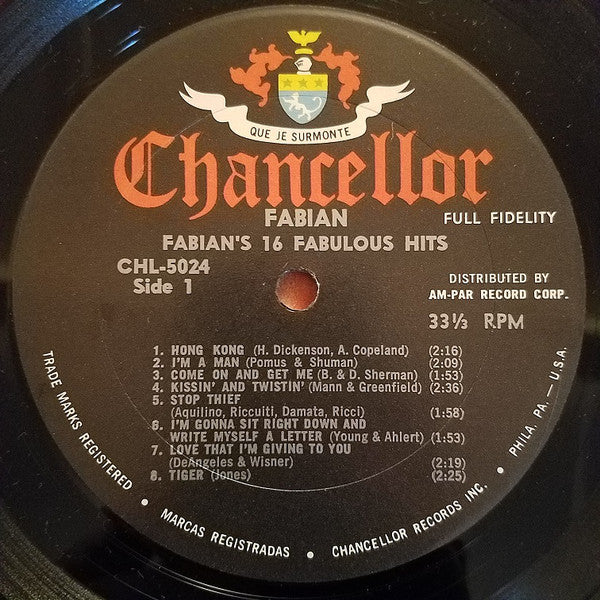 QUE JE SURMONTE
Chancellor
FABIAN
FULL FIDELITY
FABIAN'S 16 FABULOUS HITS
CHL-5024
Side 1
DISTRIBUTED BY
AM-PAR RECORD CORP.
33⅓ RPM
1. HONG KONG (H. Dickenson, A. Copeland) (2:16)
2. I'M A MAN (Pomus & Shuman) (2:09)
3. COME ON AND GET ME (B. & D. Sherman) (1:53)
4. KISSIN' AND TWISTIN' (Mann & Greenfield) (2:36)
5. STOP THIEF
(Aquilino, Riccuiti, Damata, Ricci) (1:58)
6. I'M GONNA SIT RIGHT DOWN AND
WRITE MYSELF A LETTER (Young & Ahlert) (1:53)
7. LOVE THAT I'M GIVING TO YOU
(DeAngeles & Wisner) (2:19)
8. TIGER (Jones) (2:25)
TRADE MARKS REGISTERED • MARCAS REGISTRADAS • CHANCELLOR RECORDS INC. • PHILA, PA. — U.S.A.